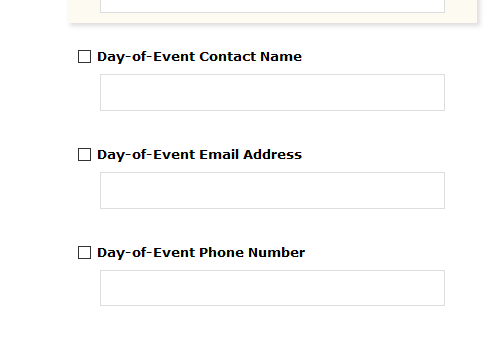 Day-of-Event Contact Name
Day-of-Event Email Address
Day-of-Event Phone Number